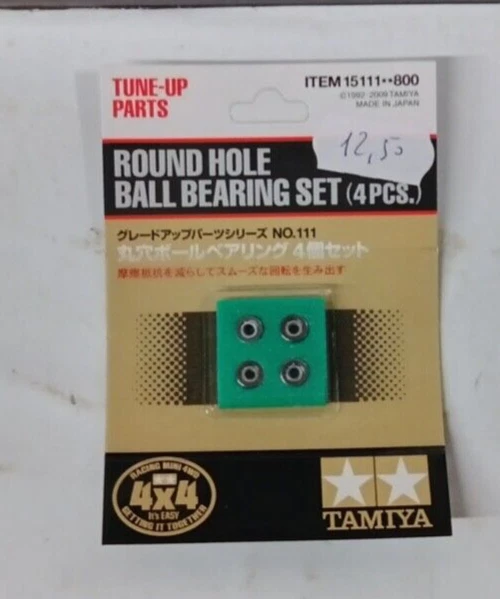 TUNE-UP
PARTS
ITEM 15111••800
©1992-2009 TAMIYA
MADE IN JAPAN
12,50
ROUND HOLE
BALL BEARING SET (4 PCS.)
グレードアップパーツシリーズ NO.111
丸穴ボールベアリング4個セット
摩擦抵抗を減らしてスムーズな回転を生み出す
RACING MINI 4WD
4x4
It's EASY
GETTING IT TOGETHER
TAMIYA